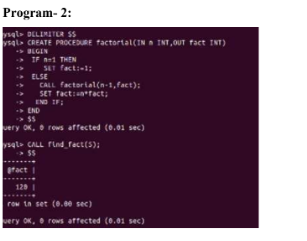 Program- 2:
ysql> DELIMITER $$
ysql> CREATE PROCEDURE factorial(IN n INT,OUT fact INT)
-> BEGIN
-> IF n=1 THEN
-> SET fact:=1;
-> ELSE
-> CALL factorial(n-1,fact);
-> SET fact:=n*fact;
-> END IF;
-> END
-> $$
uery OK, 0 rows affected (0.01 sec)
ysql> CALL find_fact(5);
-> $$
-------+
@fact |
-------+
120 |
-------+
row in set (0.00 sec)
uery OK, 0 rows affected (0.01 sec)